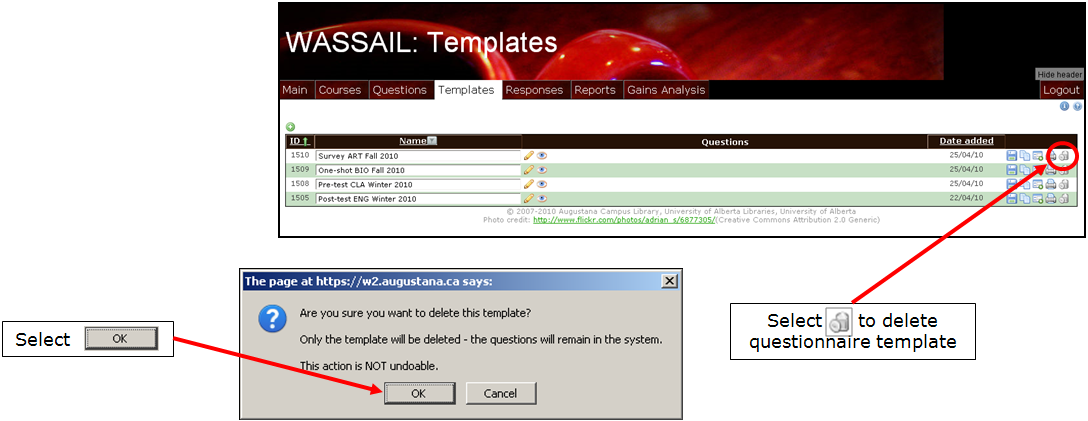 WASSAIL: Templates
Hide header
Main Courses Questions Templates Responses Reports Gains Analysis Logout
ID Name Questions Date added
1510 Survey ART Fall 2010 25/04/10
1509 One-shot BIO Fall 2010 25/04/10
1508 Pre-test CLA Winter 2010 25/04/10
1505 Post-test ENG Winter 2010 22/04/10
© 2007-2010 Augustana Campus Library, University of Alberta Libraries, University of Alberta
Photo credit: http://www.flickr.com/photos/adrian_s/6877305/(Creative Commons Attribution 2.0 Generic)
The page at https://w2.augustana.ca says:
Are you sure you want to delete this template?
Only the template will be deleted - the questions will remain in the system.
This action is NOT undoable.
OK Cancel
Select OK
Select to delete
questionnaire template